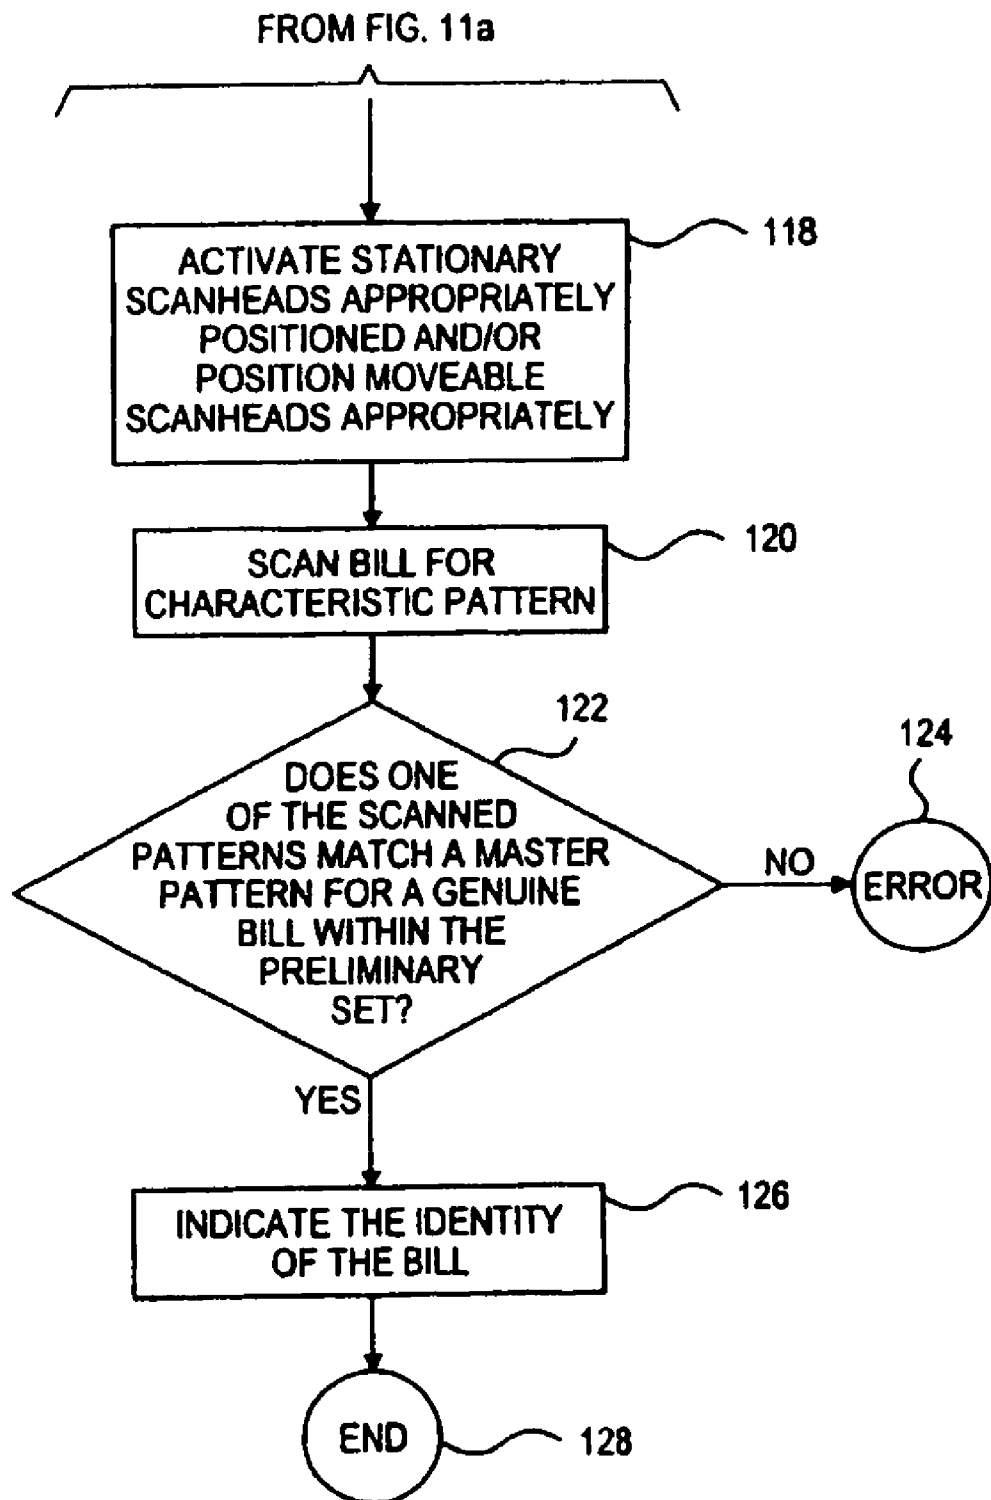 FROM FIG. 11a
118
ACTIVATE STATIONARY
SCANHEADS APPROPRIATELY
POSITIONED AND/OR
POSITION MOVEABLE
SCANHEADS APPROPRIATELY
120
SCAN BILL FOR
CHARACTERISTIC PATTERN
122
DOES ONE
OF THE SCANNED
PATTERNS MATCH A MASTER
PATTERN FOR A GENUINE
BILL WITHIN THE
PRELIMINARY
SET?
NO
124
ERROR
YES
126
INDICATE THE IDENTITY
OF THE BILL
END
128